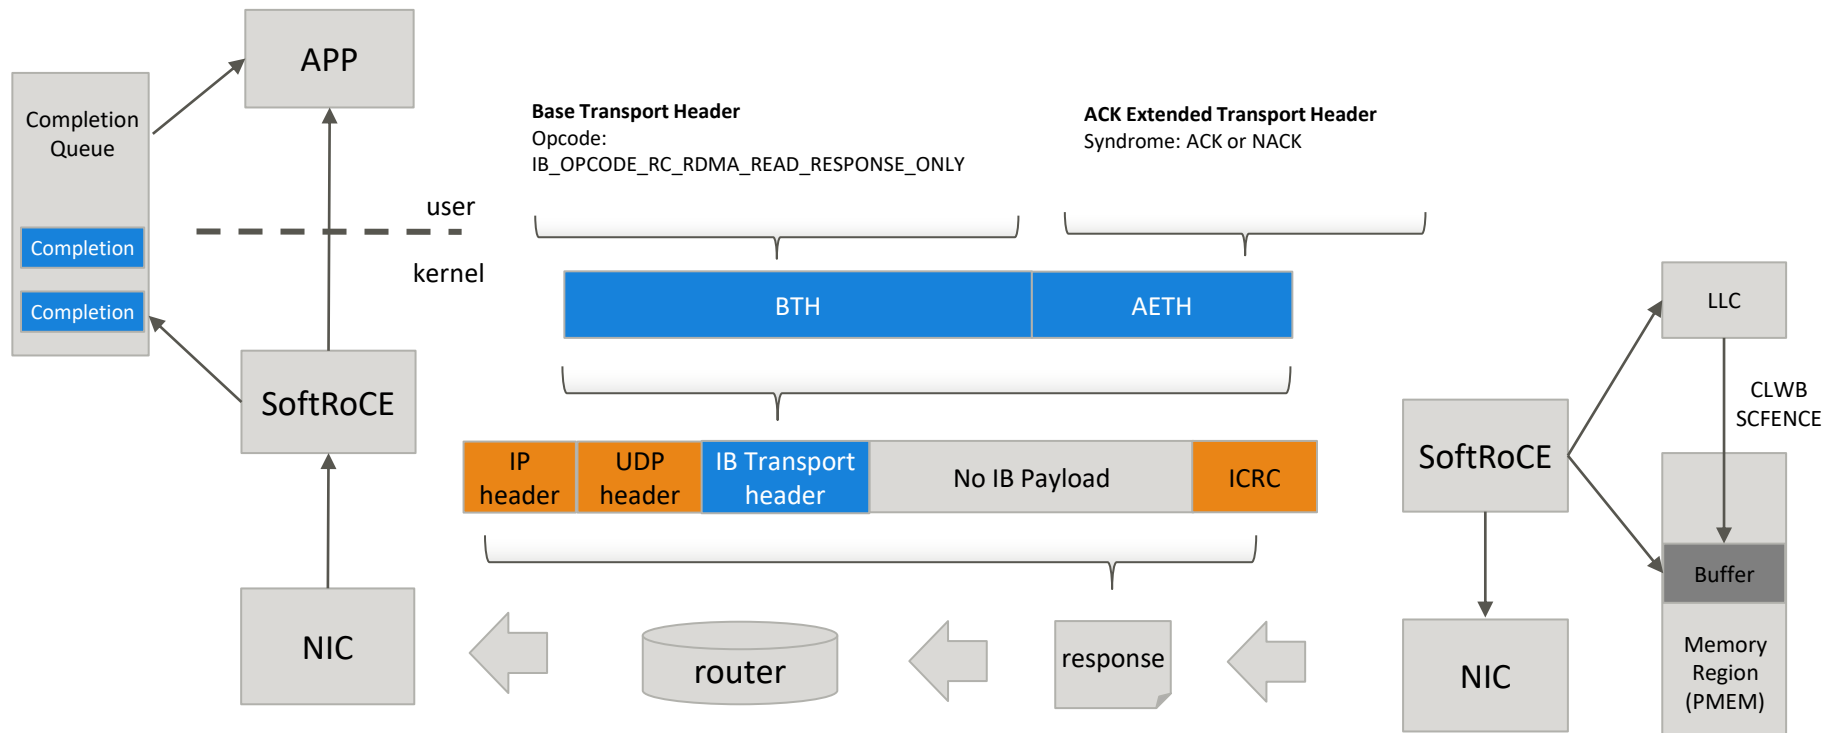 APP
Completion
Queue
Completion
Completion
user
kernel
SoftRoCE
NIC
Base Transport Header
Opcode:
IB_OPCODE_RC_RDMA_READ_RESPONSE_ONLY
ACK Extended Transport Header
Syndrome: ACK or NACK
BTH
AETH
IP
header
UDP
header
IB Transport
header
No IB Payload
ICRC
router
response
SoftRoCE
NIC
LLC
CLWB
SCFENCE
Buffer
Memory
Region
(PMEM)